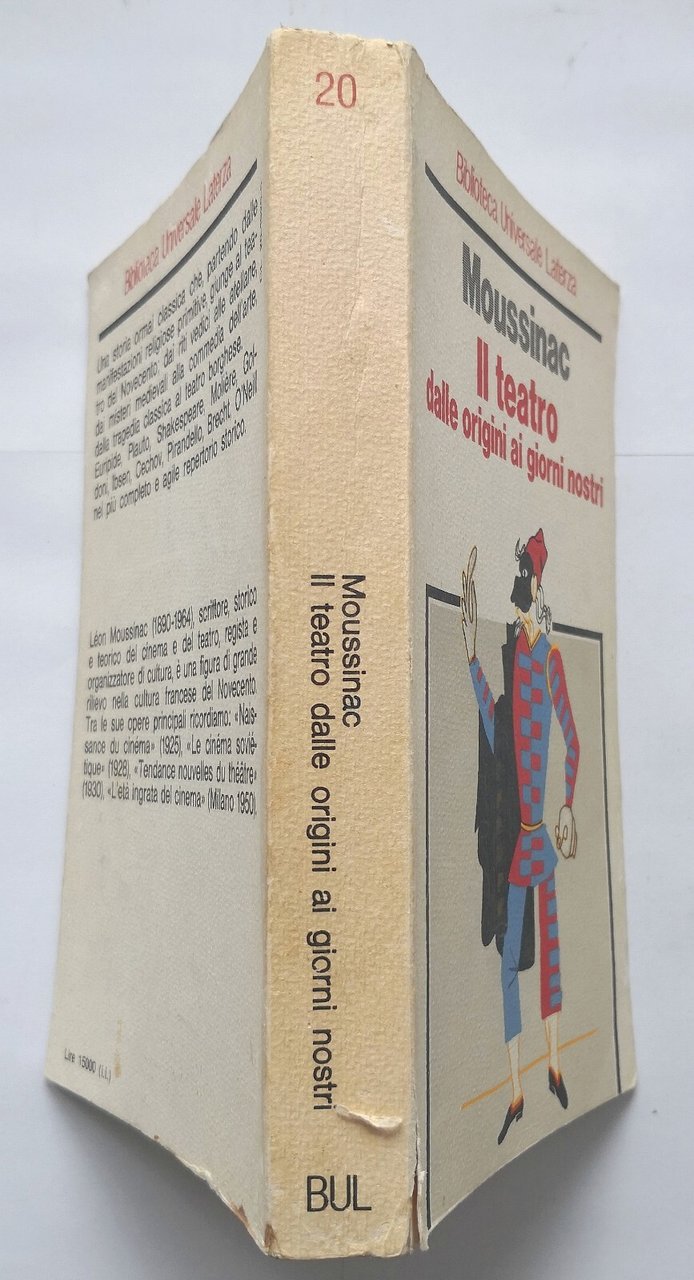 Biblioteca Universale Laterza
Una storia ormai classica che, partendo dalle
manifestazioni religiose primitive, giunge al tea-
tro del Novecento: dai riti vedici alle atellane,
dai misteri medievali alla commedia dell'arte,
dalla tragedia classica al teatro borghese.
Euripide, Plauto, Shakespeare, Molière, Gol-
doni, Ibsen, Cechov, Pirandello, Brecht, O'Neill
nel più completo e agile repertorio storico.
Léon Moussinac (1890-1964), scrittore, storico
e teorico del cinema e del teatro, regista e
organizzatore di cultura, è una figura di grande
rilievo nella cultura francese del Novecento.
Tra le sue opere principali ricordiamo: «Nais-
sance du cinéma» (1925), «Le cinéma sovié-
tique» (1928), «Tendance nouvelles du théâtre»
(1930), «L'età ingrata del cinema» (Milano 1950).
Lire 15000 (i.i.)
20
Moussinac
Il teatro dalle origini ai giorni nostri
BUL
Biblioteca Universale Laterza
Moussinac
Il teatro
dalle origini ai giorni nostri